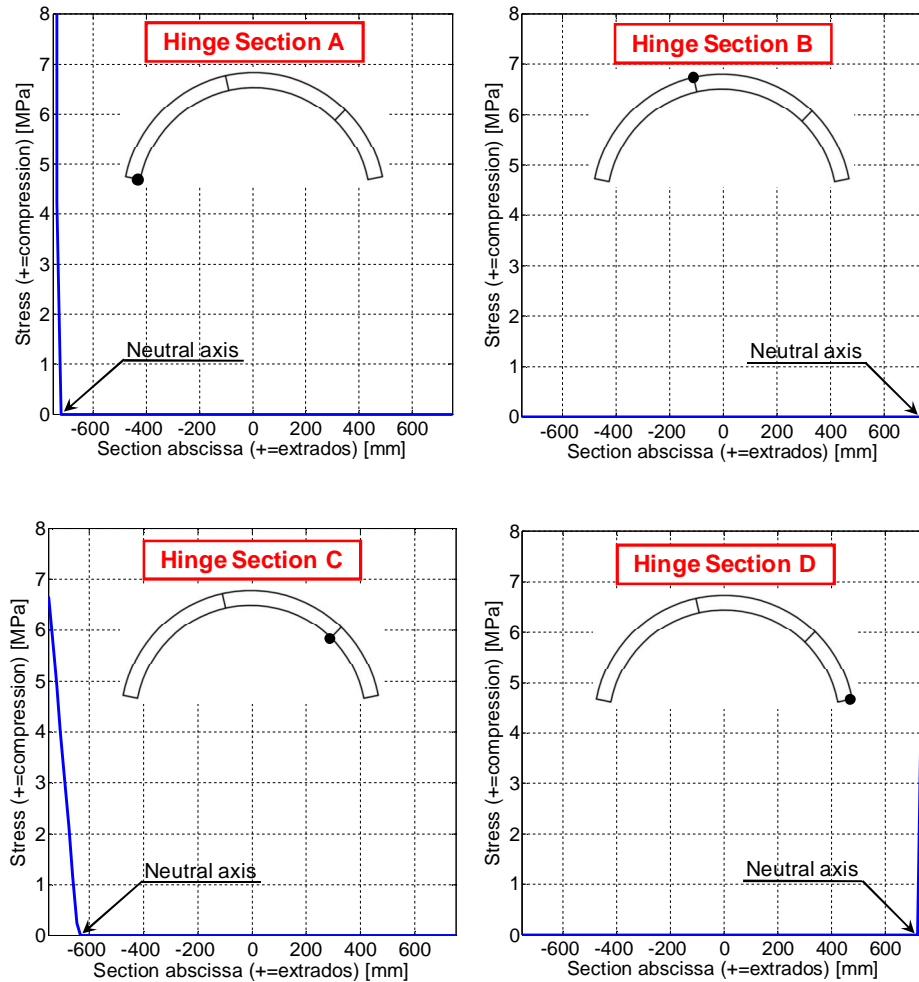 Hinge Section A
Stress (+=compression) [MPa]
8
7
6
5
4
3
2
1
0
Neutral axis
-600 -400 -200 0 200 400 600
Section abscissa (+=extrados) [mm]
Hinge Section B
Stress (+=compression) [MPa]
8
7
6
5
4
3
2
1
0
Neutral axis
-600 -400 -200 0 200 400 600
Section abscissa (+=extrados) [mm]
Hinge Section C
Stress (+=compression) [MPa]
8
7
6
5
4
3
2
1
0
Neutral axis
-600 -400 -200 0 200 400 600
Section abscissa (+=extrados) [mm]
Hinge Section D
Stress (+=compression) [MPa]
8
7
6
5
4
3
2
1
0
Neutral axis
-600 -400 -200 0 200 400 600
Section abscissa (+=extrados) [mm]